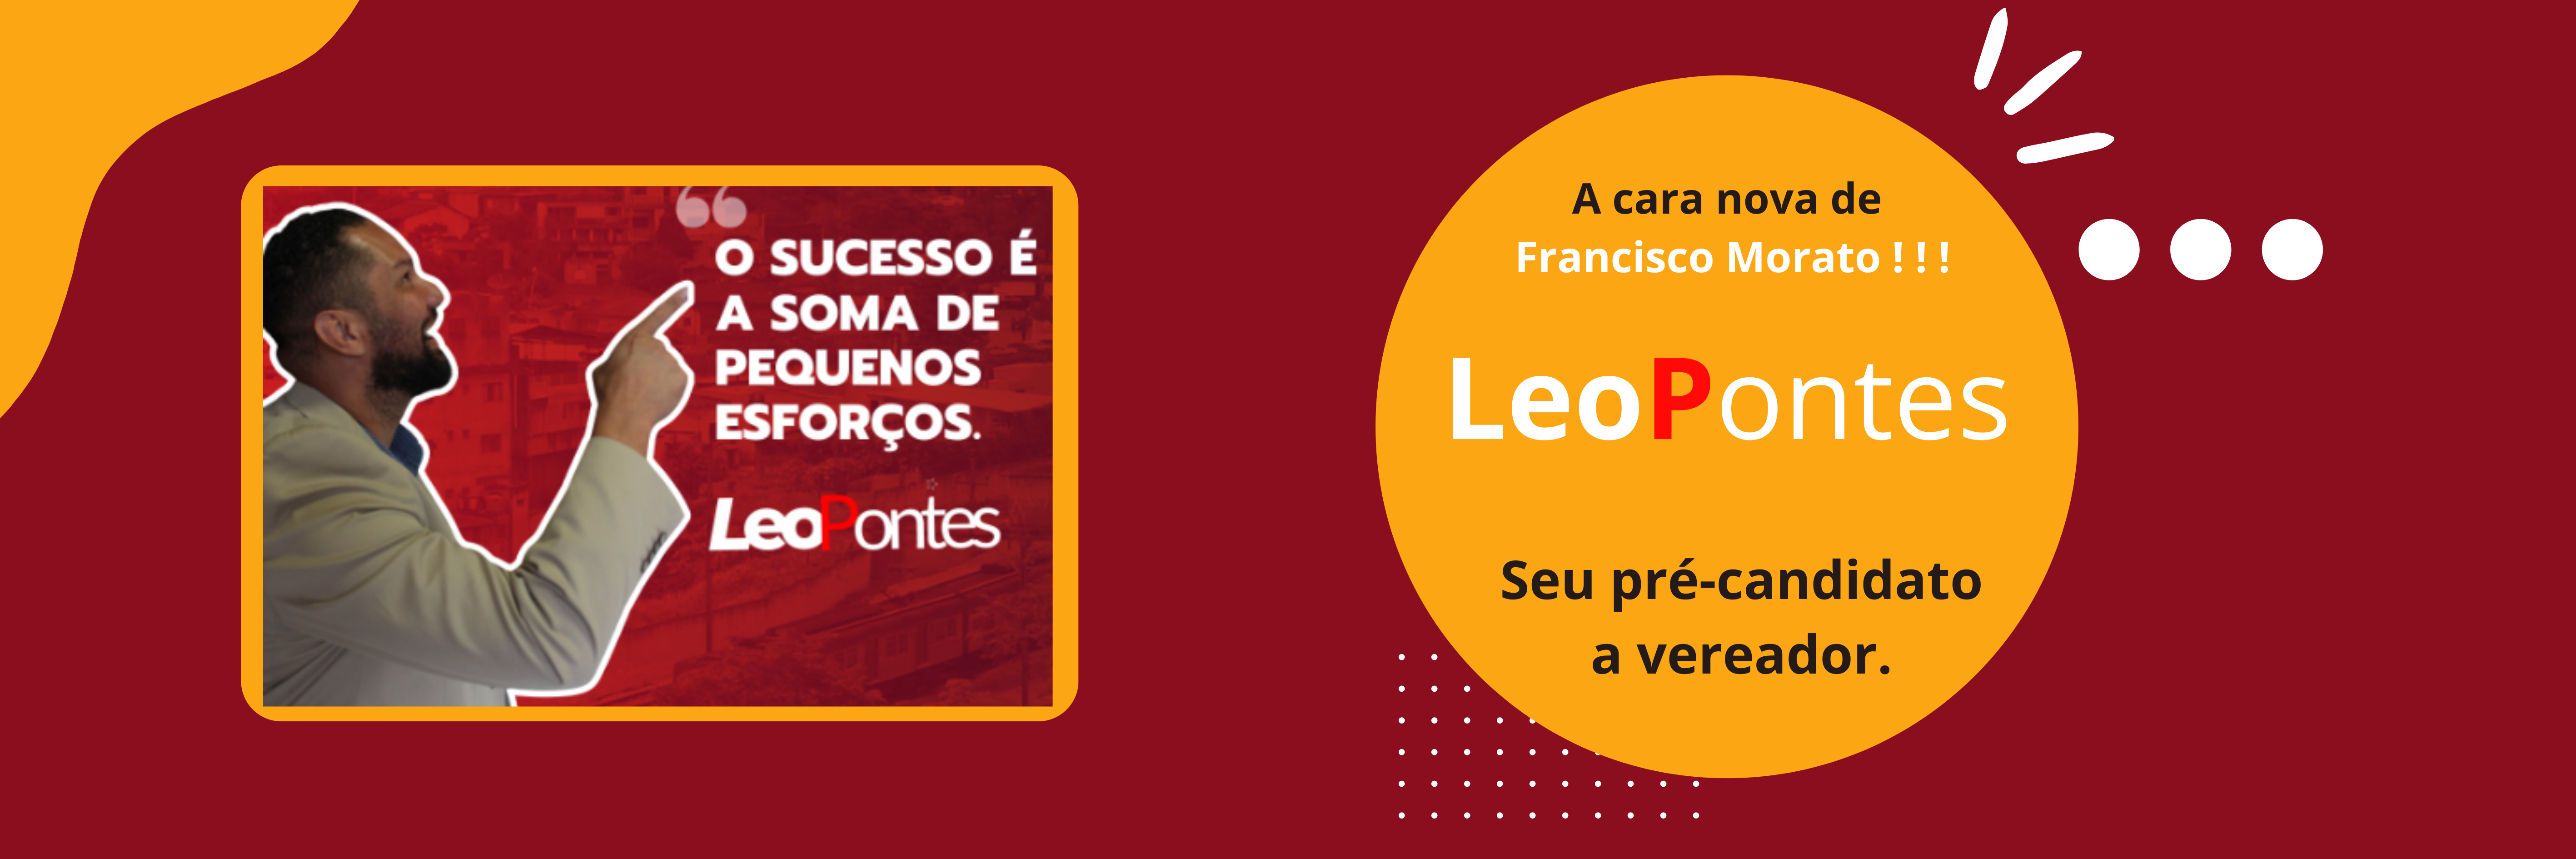 O SUCESSO É
A SOMA DE
PEQUENOS
ESFORÇOS.
LeoPontes
A cara nova de
Francisco Morato ! ! !
LeoPontes
Seu pré-candidato
a vereador.